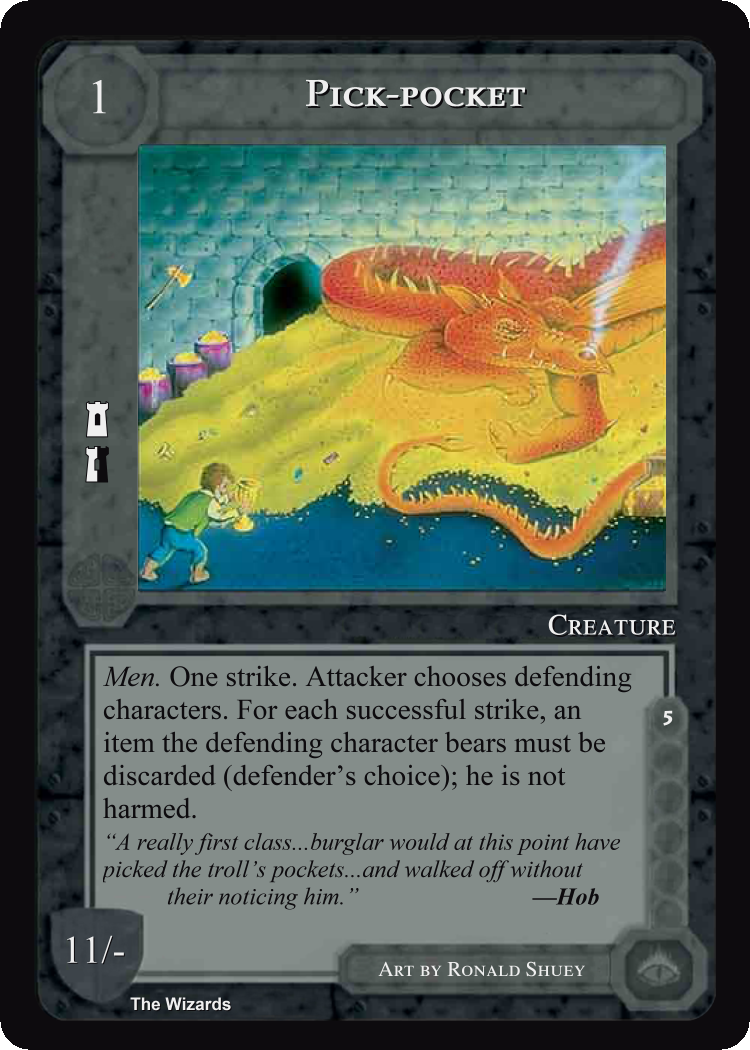 1
PICK-POCKET
CREATURE
Men. One strike. Attacker chooses defending
characters. For each successful strike, an
item the defending character bears must be
discarded (defender's choice); he is not
harmed.
5
“A really first class...burglar would at this point have
picked the troll's pockets...and walked off without
their noticing him.” —Hob
11/-
ART BY RONALD SHUEY
The Wizards